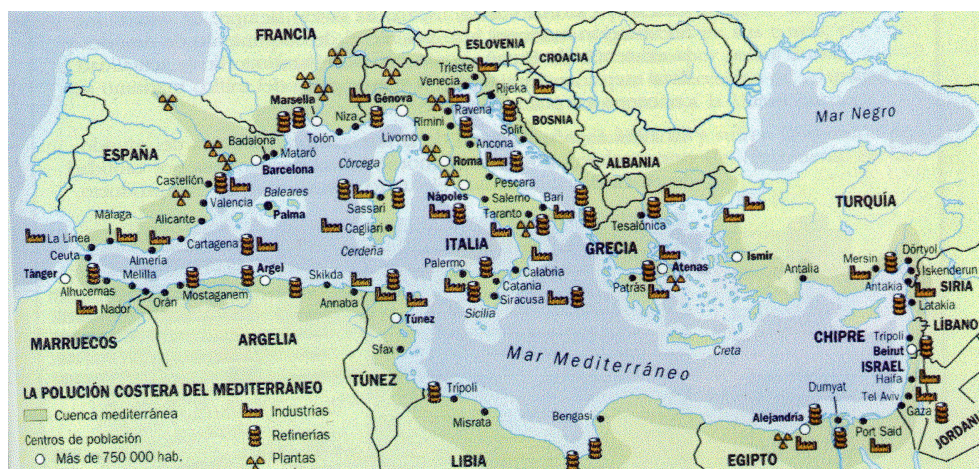 FRANCIA
ESLOVENIA
CROACIA
Trieste
Venecia
Rijeka
BOSNIA
Marsella
Génova
Niza
Tolón
Ravena
Rimini
Livorno
Split
Ancona
Mar Negro
ESPAÑA
Badalona
Mataró
Barcelona
Córcega
Roma
Pescara
ALBANIA
Castellón
Valencia
Baleares
Palma
Sassari
Nápoles
Salerno
Bari
Taranto
Tesalónica
TURQUÍA
Málaga
Alicante
Cagliari
Cerdeña
ITALIA
GRECIA
La Línea
Cartagena
Almería
Ceuta
Tánger
Melilla
Argel
Skikda
Palermo
Calabria
Catania
Patrás
Atenas
Ismir
Antalia
Mersin
Dörtyol
Iskenderun
Antakia
SIRIA
Alhucemas
Orán
Mostaganem
Annaba
Siracusa
Sicilia
Latakia
Nador
Túnez
MARRUECOS
ARGELIA
Sfax
Mar Mediterráneo
Creta
CHIPRE
Trípoli
LÍBANO
Beirut
ISRAEL
Haifa
TÚNEZ
Trípoli
Misrata
Bengasi
Dumyat
Tel Aviv
Gaza
Alejandría
Port Said
JORDAN
LIBIA
EGIPTO
LA POLUCIÓN COSTERA DEL MEDITERRÁNEO
Cuenca mediterránea
Industrias
Centros de población
Refinerías
Más de 750 000 hab.
Plantas